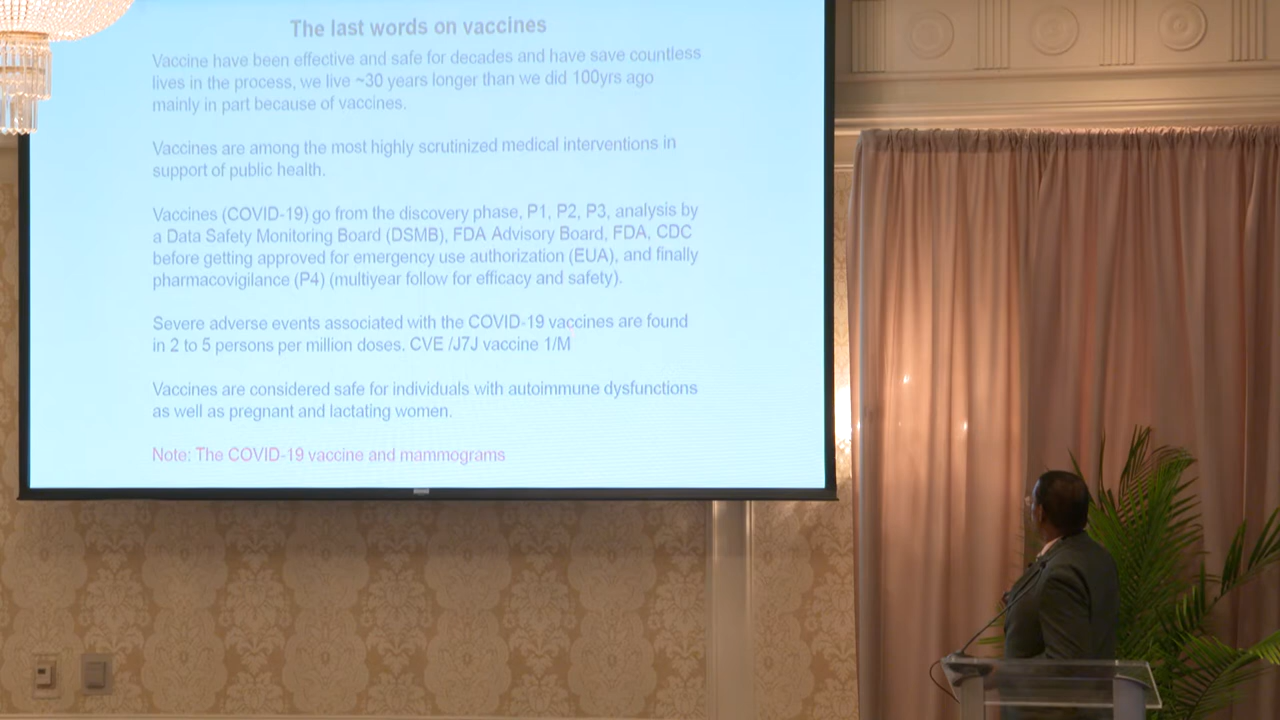 The last words on vaccines
Vaccine have been effective and safe for decades and have save countless
lives in the process, we live ~30 years longer than we did 100yrs ago
mainly in part because of vaccines.
Vaccines are among the most highly scrutinized medical interventions in
support of public health.
Vaccines (COVID-19) go from the discovery phase, P1, P2, P3, analysis by
a Data Safety Monitoring Board (DSMB), FDA Advisory Board, FDA, CDC
before getting approved for emergency use authorization (EUA), and finally
pharmacovigilance (P4) (multiyear follow for efficacy and safety).
Severe adverse events associated with the COVID-19 vaccines are found
in 2 to 5 persons per million doses. CVE /J7J vaccine 1/M
Vaccines are considered safe for individuals with autoimmune dysfunctions
as well as pregnant and lactating women.
Note: The COVID-19 vaccine and mammograms